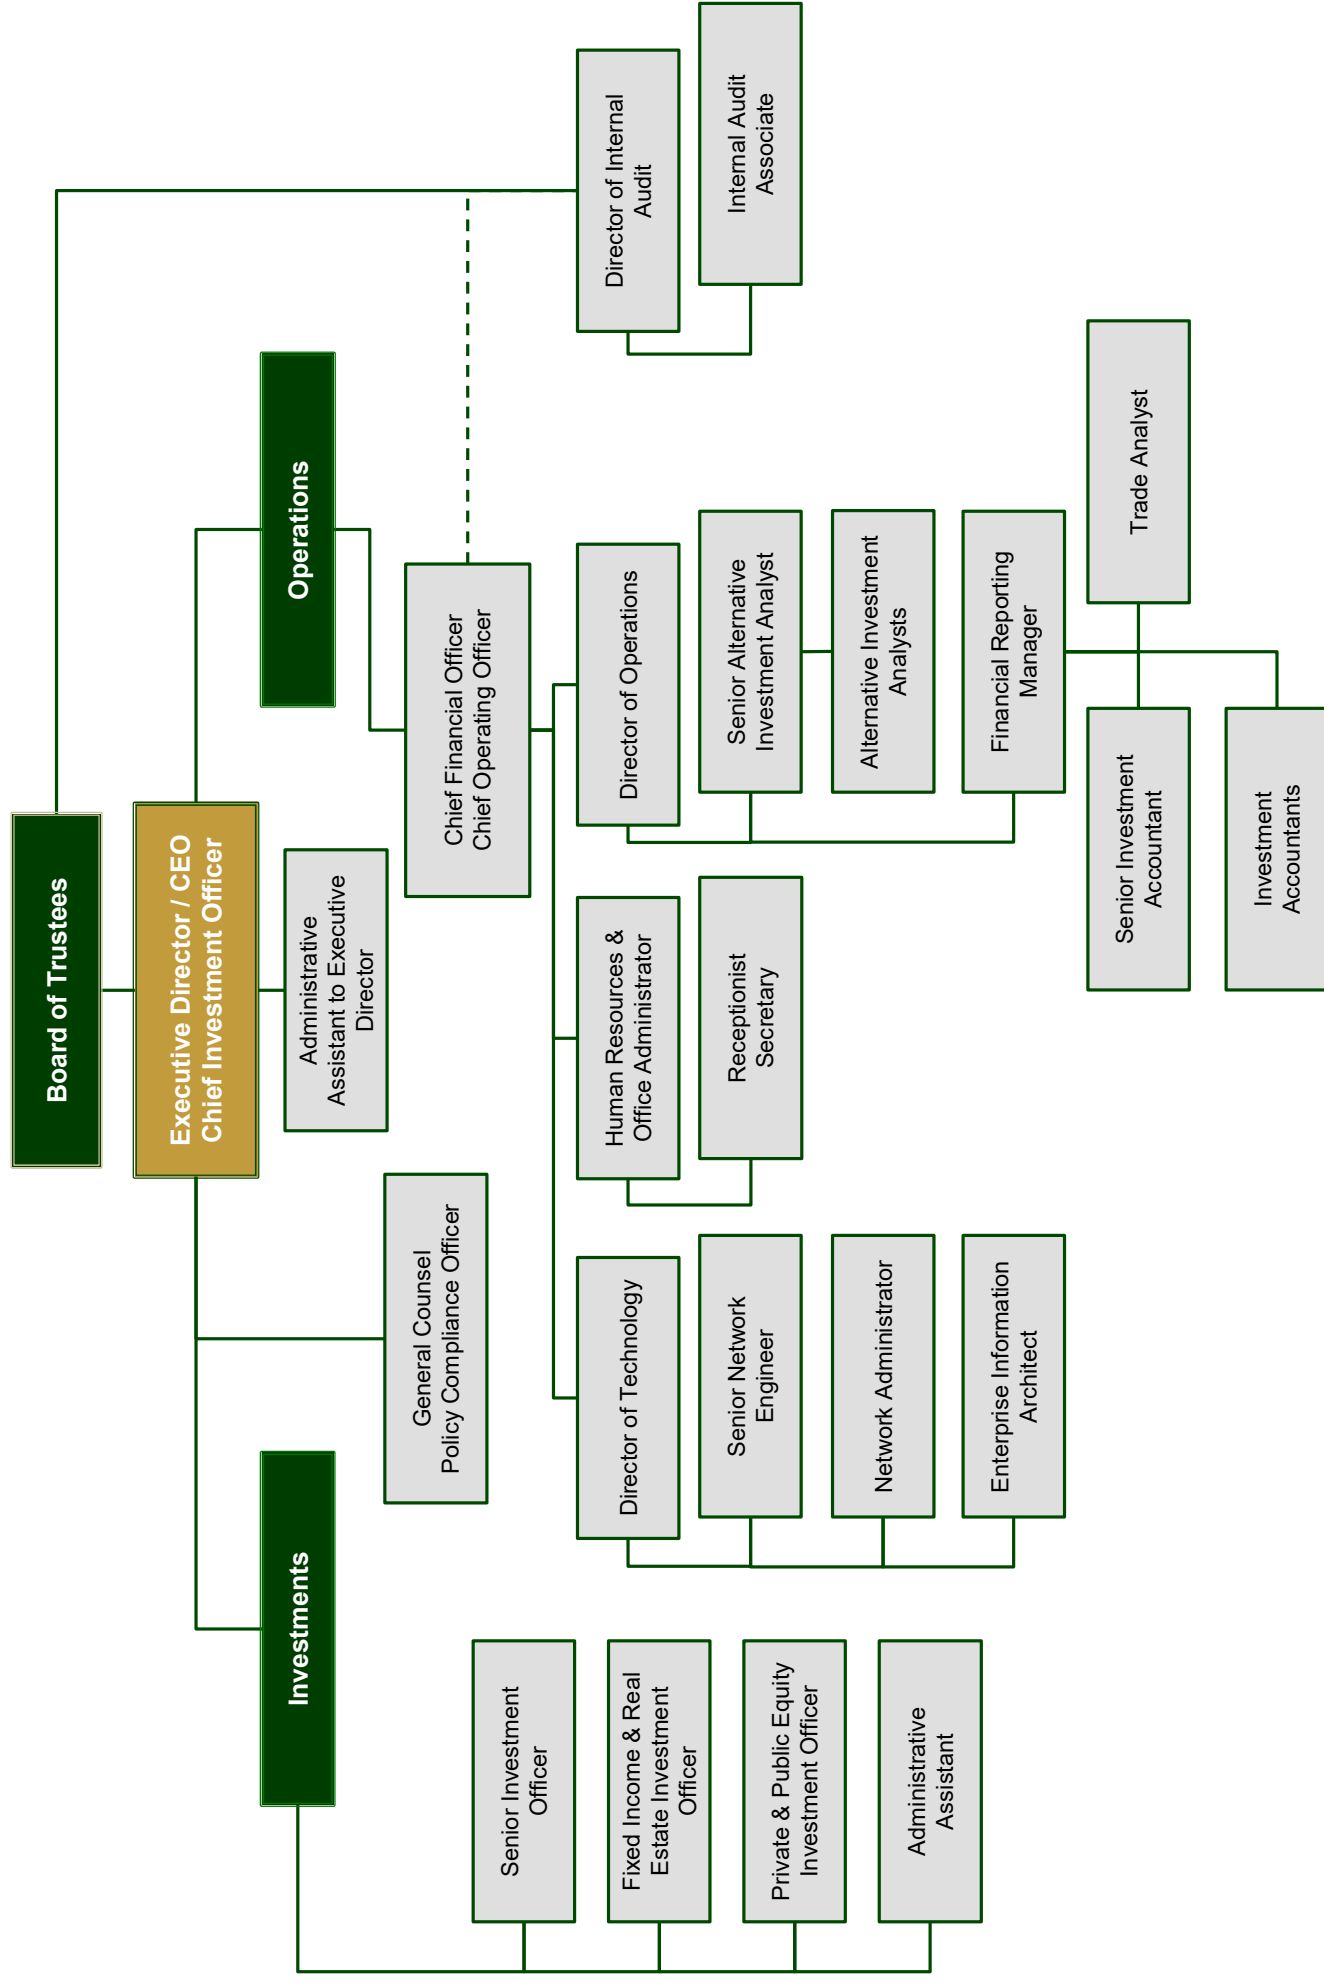 Board of Trustees
Executive Director / CEO
Chief Investment Officer
Administrative
Assistant to Executive
Director
Investments
Operations
General Counsel
Policy Compliance Officer
Chief Financial Officer
Chief Operating Officer
Senior Investment
Officer
Fixed Income & Real
Estate Investment
Officer
Private & Public Equity
Investment Officer
Administrative
Assistant
Director of Technology
Senior Network
Engineer
Network Administrator
Enterprise Information
Architect
Human Resources &
Office Administrator
Receptionist
Secretary
Director of Operations
Senior Alternative
Investment Analyst
Alternative Investment
Analysts
Financial Reporting
Manager
Senior Investment
Accountant
Trade Analyst
Investment
Accountants
Director of Internal
Audit
Internal Audit
Associate